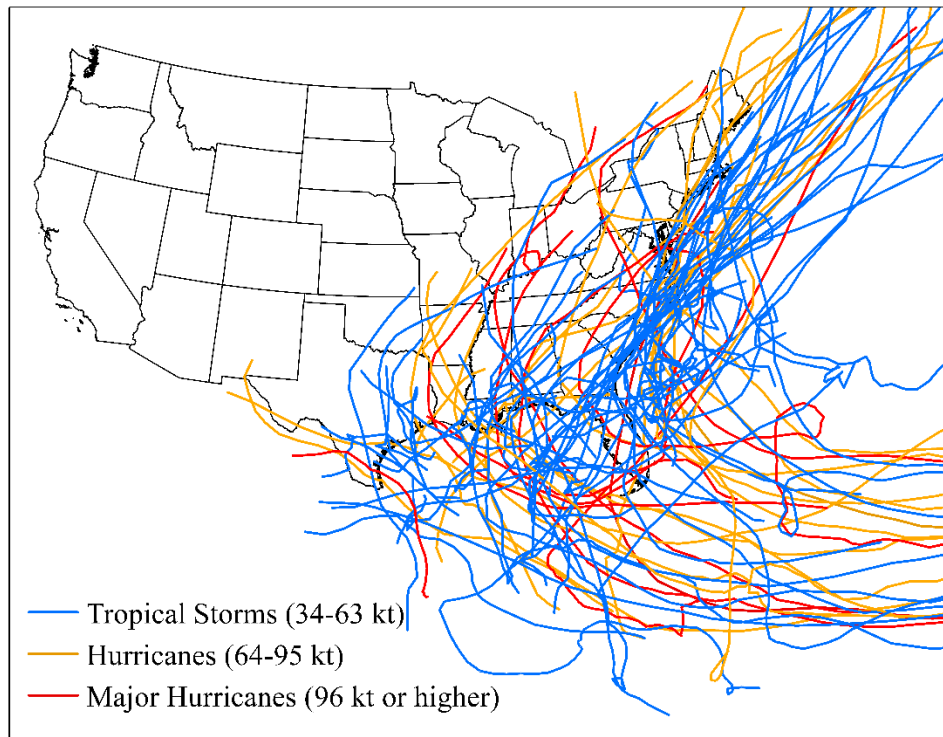 Tropical Storms (34-63 kt)
Hurricanes (64-95 kt)
Major Hurricanes (96 kt or higher)